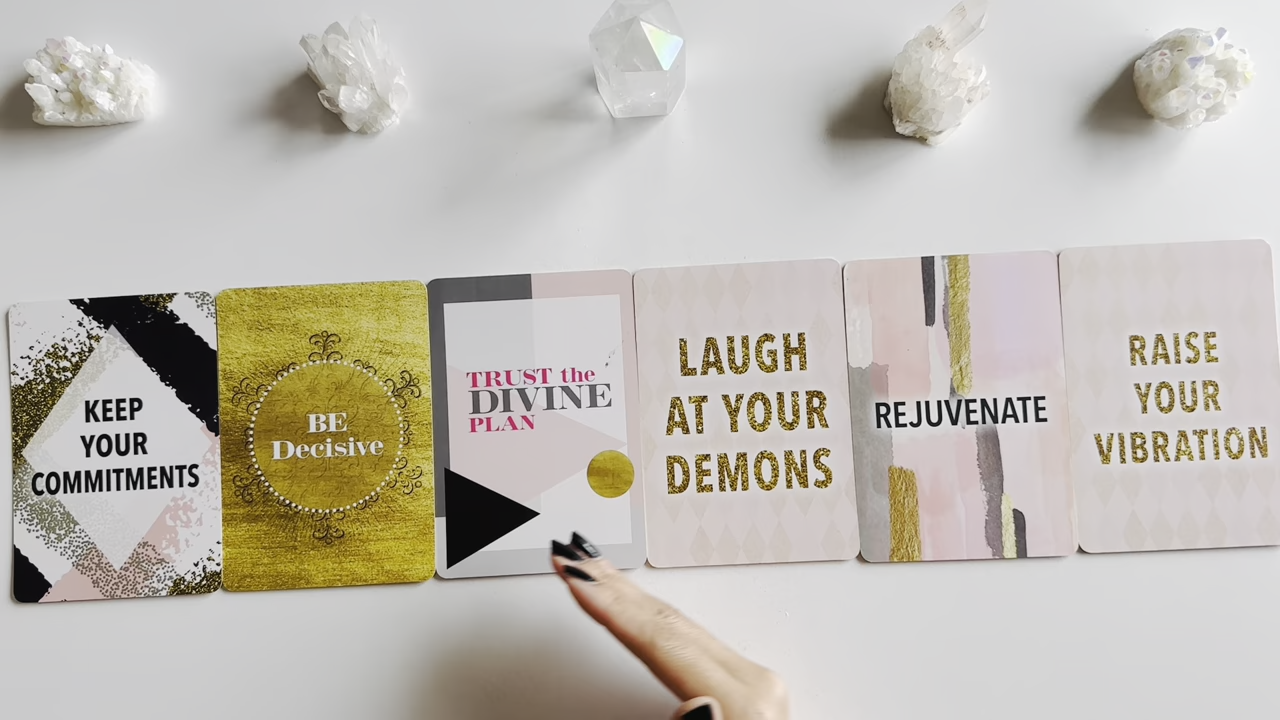 KEEP
YOUR
COMMITMENTS
BE
Decisive
TRUST the
DIVINE
PLAN
LAUGH
AT YOUR
DEMONS
REJUVENATE
RAISE
YOUR
VIBRATION